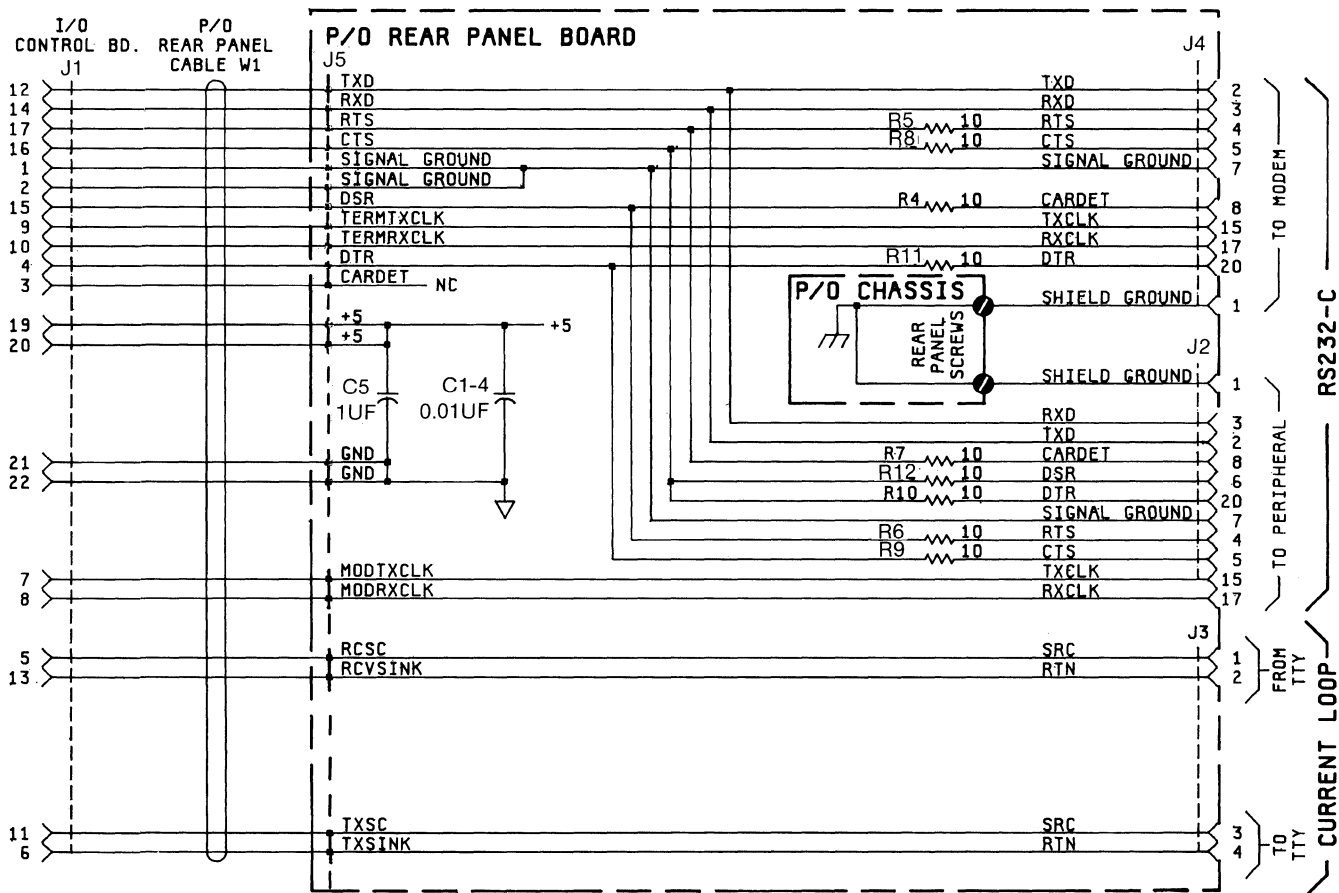 I/O CONTROL BD.
J1
P/O REAR PANEL CABLE W1
P/O REAR PANEL BOARD
J5
J4
12 TXD TXD 2
14 RXD RXD 3
17 RTS R5 10 RTS 4
16 CTS R8 10 CTS 5
1 SIGNAL GROUND SIGNAL GROUND 7
2 SIGNAL GROUND
15 DSR R4 10 CARDET 8
9 TERMTXCLK TXCLK 15
10 TERMRXCLK RXCLK 17
4 DTR R11 10 DTR 20
3 CARDET NC
TO MODEM
P/O CHASSIS
SHIELD GROUND 1
REAR PANEL SCREWS
19 +5 +5
20 +5
J2
SHIELD GROUND 1
C5 1UF
C1-4 0.01UF
RXD 3
TXD 2
21 GND R7 10 CARDET 8
22 GND R12 10 DSR 6
R10 10 DTR 20
SIGNAL GROUND 7
R6 10 RTS 4
R9 10 CTS 5
7 MODTXCLK TXCLK 15
8 MODRXCLK RXCLK 17
TO PERIPHERAL
RS232-C
J3
5 RCSC SRC 1
13 RCVSINK RTN 2
FROM TTY
11 TXSC SRC 3
6 TXSINK RTN 4
TO TTY
CURRENT LOOP